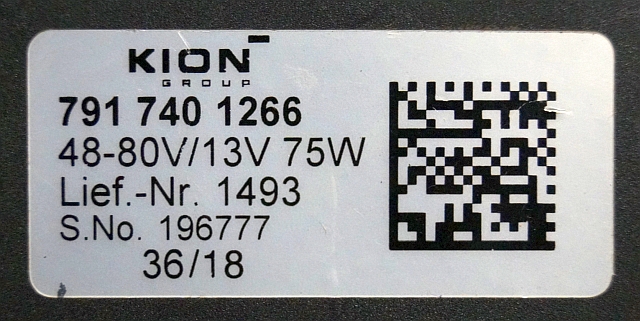 KION
GROUP
791 740 1266
48-80V/13V 75W
Lief.-Nr. 1493
S.No. 196777
36/18